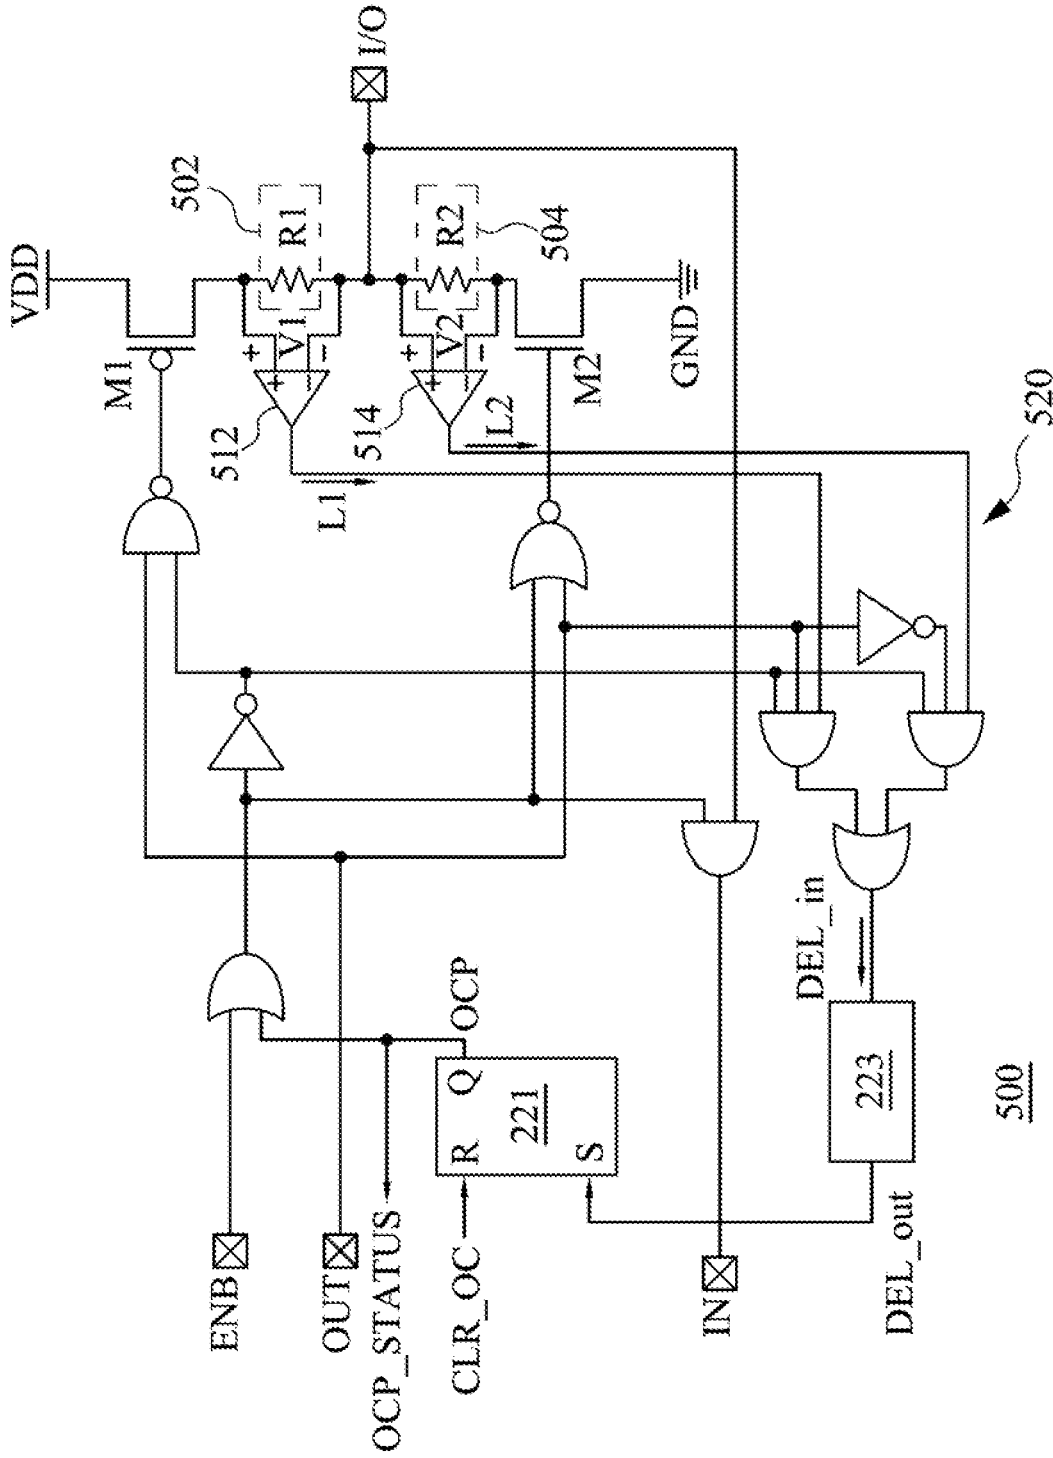 VDD
M1
502
R1
+
V1
−
+
−
512
L1
I/O
R2
504
+
V2
−
+
−
514
L2
M2
GND
520
ENB
OUT
OCP_STATUS
CLR_OC
OCP
R
Q
221
S
IN
DEL_in
223
DEL_out
500